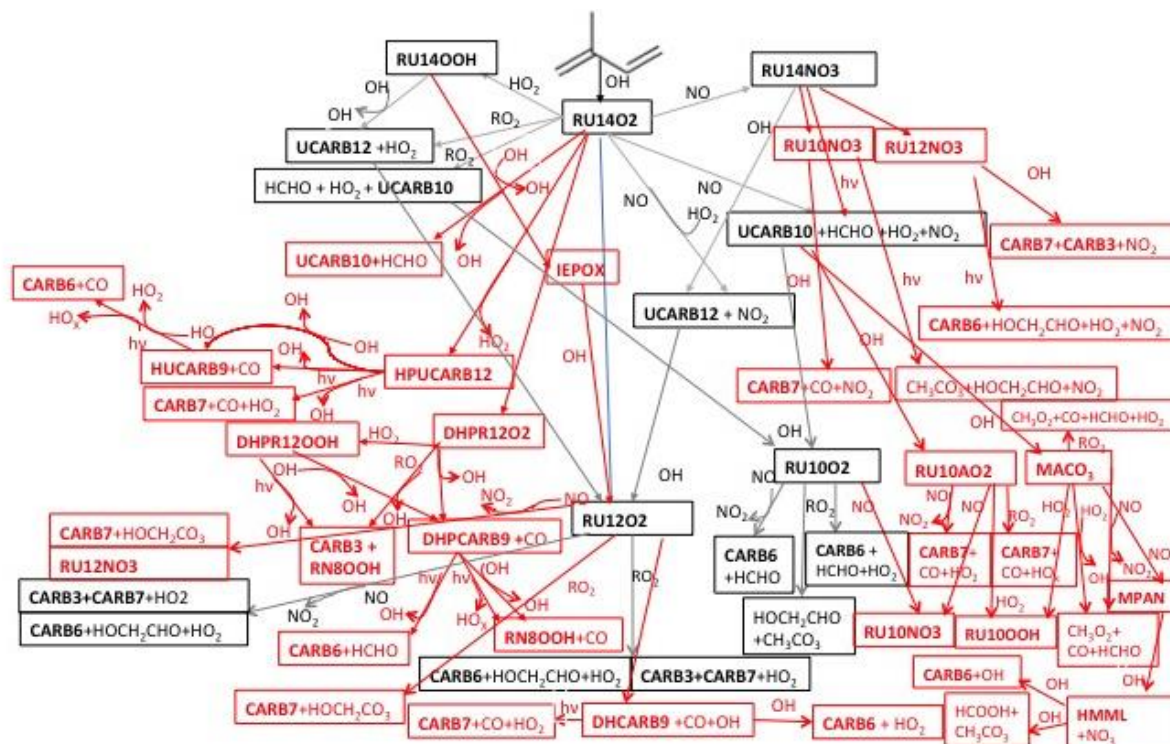 RU14OOH
OH
RU14NO3
HO₂
NO
OH
OH
RU14O2
RO₂
OH
UCARB12 +HO₂
RO₂
RU10NO3
RU12NO3
OH
HCHO + HO₂ + UCARB10
OH
NO
hν
OH
NO
HO₂
UCARB10 +HCHO +HO₂+NO₂
CARB7+CARB3+NO₂
UCARB10+HCHO
OH
IEPOX
OH
hν
hν
CARB6+CO
HO₂
OH
UCARB12 + NO₂
HOₓ
HO
OH
HO₂
CARB6+HOCH₂CHO+HO₂+NO₂
hν
OH
OH
OH
HUCARB9+CO
hν
HPUCARB12
hν
CARB7+CO+NO₂
CH₃CO₃+HOCH₂CHO+NO₂
CARB7+CO+HO₂
OH
CH₃O₂+CO+HCHO+HO₂
DHPR12OOH
HO₂
DHPR12O2
OH
OH
RO₂
OH
RO₂
OH
RU10O2
RU10AO2
MACO₃
hν
OH
OH
NO₂
NO
NO
NO
NO
HO₂
HO₂
NO
OH
OH
RU12O2
NO₂
RO₂
NO
NO₂
RO₂
CARB7+HOCH₂CO₃
RU12NO3
CARB3 +
RN8OOH
DHPCARB9 + CO
CARB6
+HCHO
CARB6 +
HCHO+HO₂
CARB7+
CO+HO₂
CARB7+
CO+HOₓ
OH
NO₂
hν
hν
OH
RO₂
RO₂
CARB3+CARB7+HO2
NO
HO₂
MPAN
NO₂
OH
HOₓ
OH
HOCH₂CHO
+CH₃CO₃
CARB6+HOCH₂CHO+HO₂
CARB6+HCHO
RN8OOH+CO
RU10NO3
RU10OOH
CH₃O₂+
CO+HCHO
CARB6+HOCH₂CHO+HO₂
CARB3+CARB7+HO₂
CARB6+OH
OH
OH
CARB7+HOCH₂CO₃
CARB7+CO+HO₂
hν
DHCARB9 +CO+OH
OH
CARB6 + HO₂
HCOOH+
CH₃CO₃
OH
HMML
+NO₃